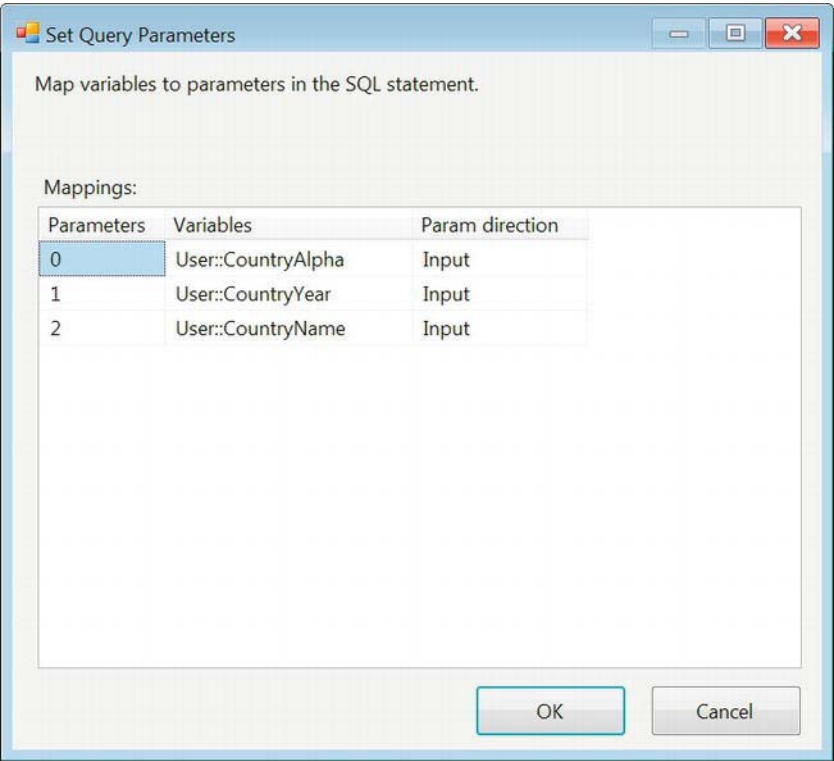 Set Query Parameters
Map variables to parameters in the SQL statement.
Mappings:
Parameters Variables Param direction
0 User::CountryAlpha Input
1 User::CountryYear Input
2 User::CountryName Input
OK Cancel